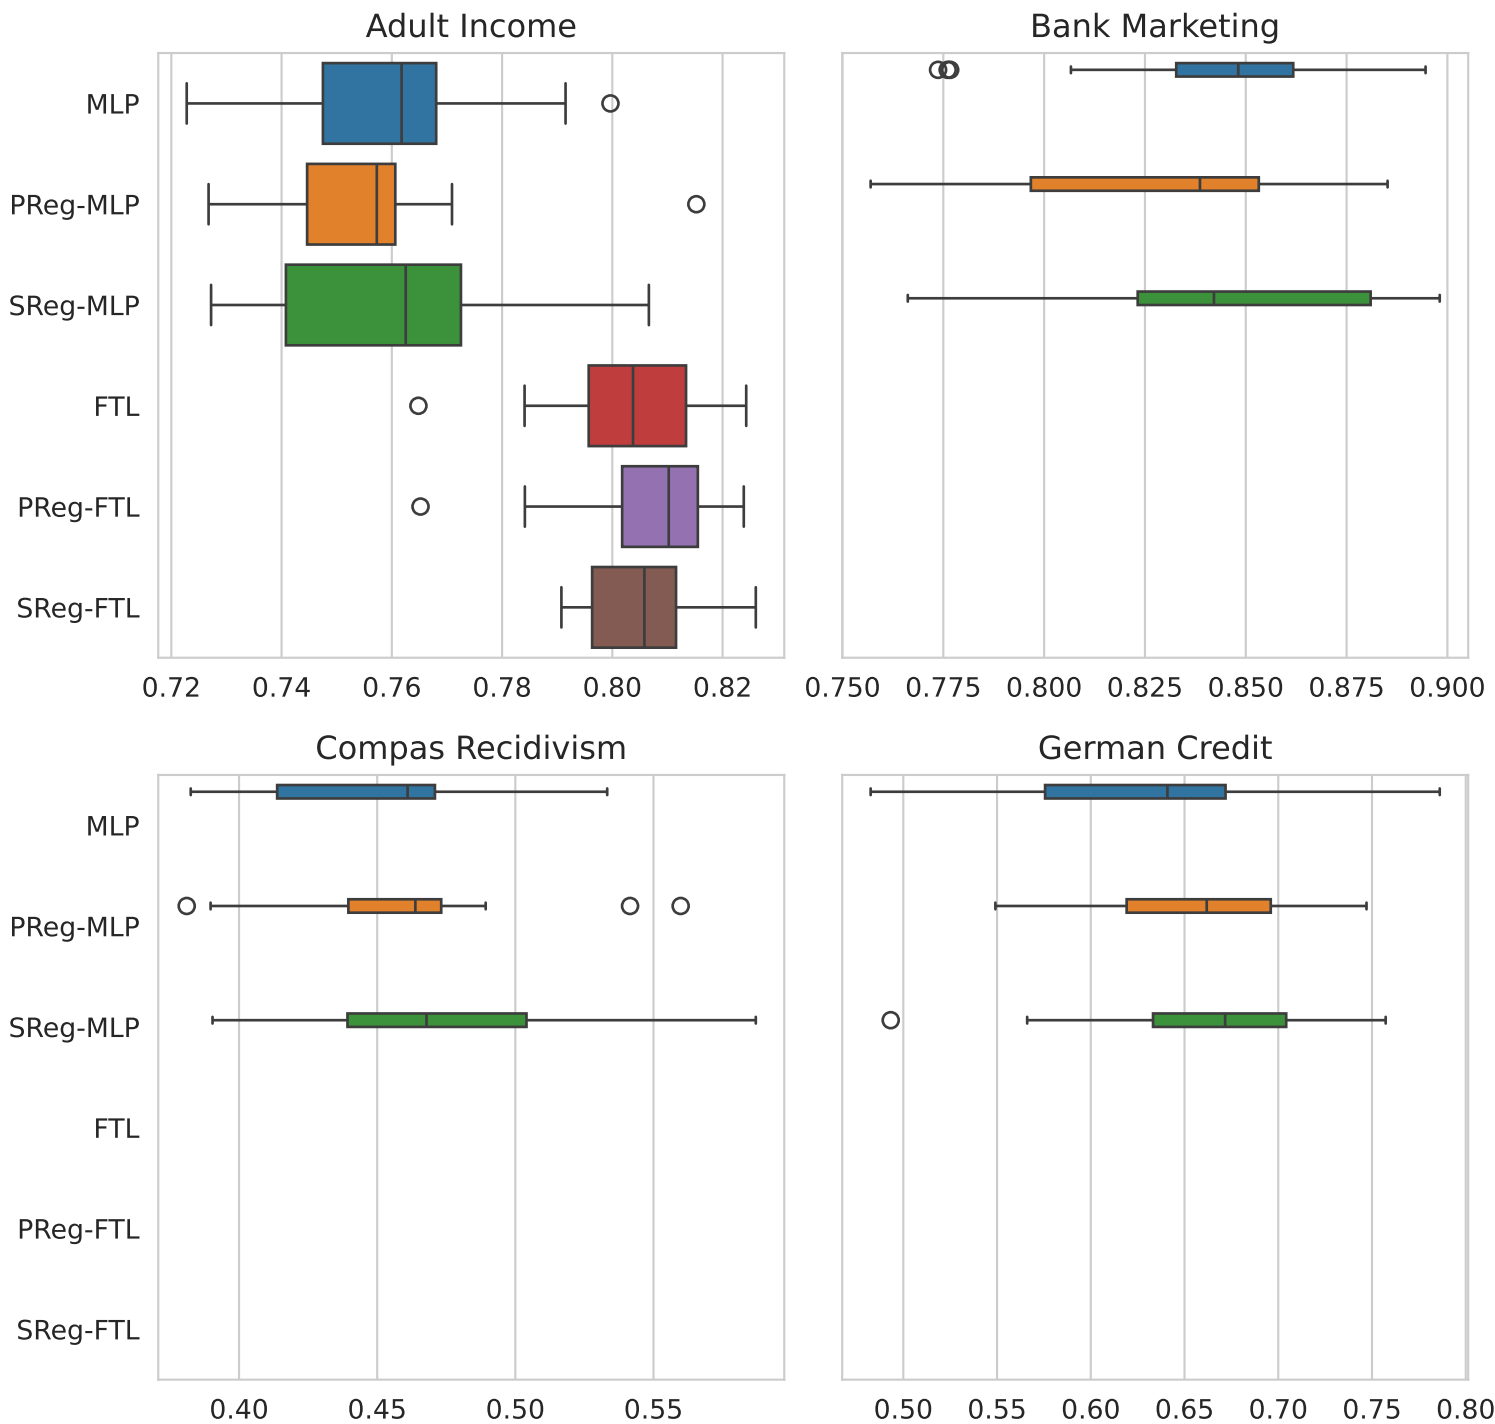 Adult Income
Bank Marketing
MLP
PReg-MLP
SReg-MLP
FTL
PReg-FTL
SReg-FTL
0.72 0.74 0.76 0.78 0.80 0.82
0.750 0.775 0.800 0.825 0.850 0.875 0.900
Compas Recidivism
German Credit
MLP
PReg-MLP
SReg-MLP
FTL
PReg-FTL
SReg-FTL
0.40 0.45 0.50 0.55
0.50 0.55 0.60 0.65 0.70 0.75 0.80